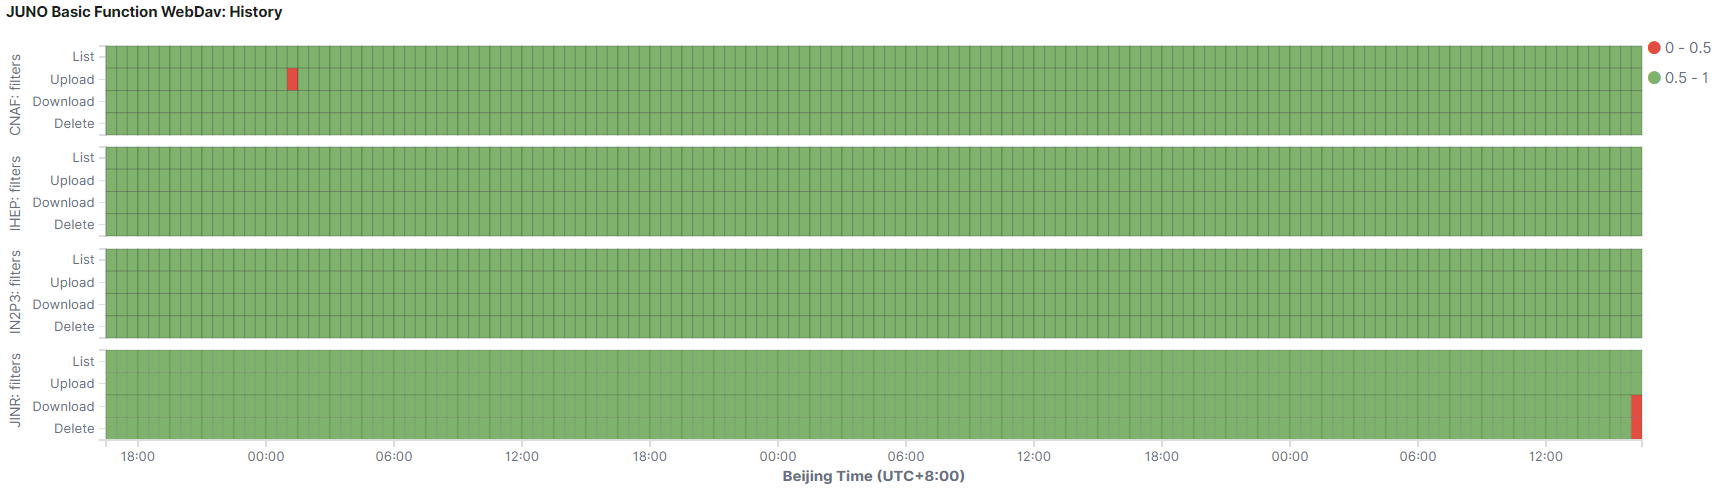 JUNO Basic Function WebDav: History
CNAF: filters
List
Upload
Download
Delete
IHEP: filters
List
Upload
Download
Delete
IN2P3: filters
List
Upload
Download
Delete
JINR: filters
List
Upload
Download
Delete
18:00 00:00 06:00 12:00 18:00 00:00 06:00 12:00 18:00 00:00 06:00 12:00
Beijing Time (UTC+8:00)
0 - 0.5
0.5 - 1